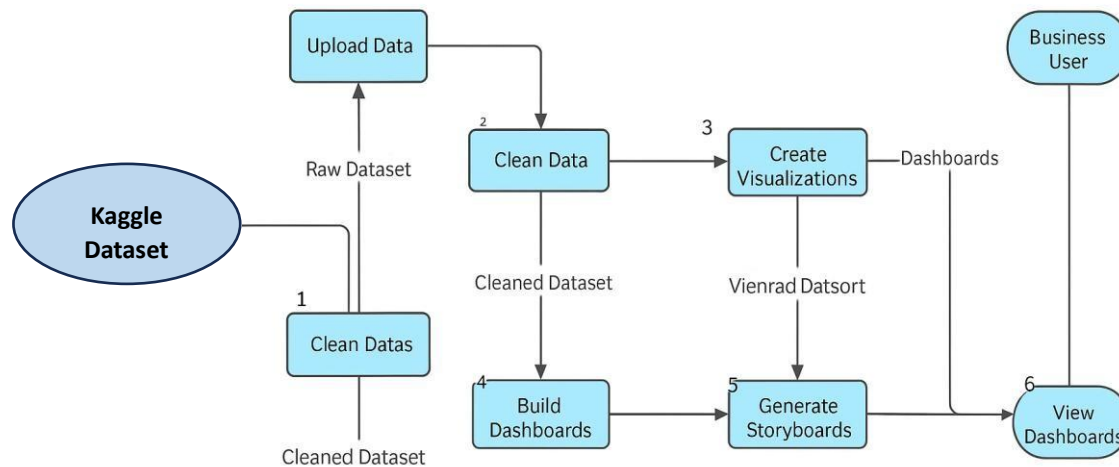 Upload Data
Business
User
2
3
Clean Data
Create
Visualizations
Dashboards
Raw Dataset
Kaggle
Dataset
Cleaned Dataset
Vienrad Datsort
1
Clean Datas
4
Build
Dashboards
5
Generate
Storyboards
6
View
Dashboards
Cleaned Dataset